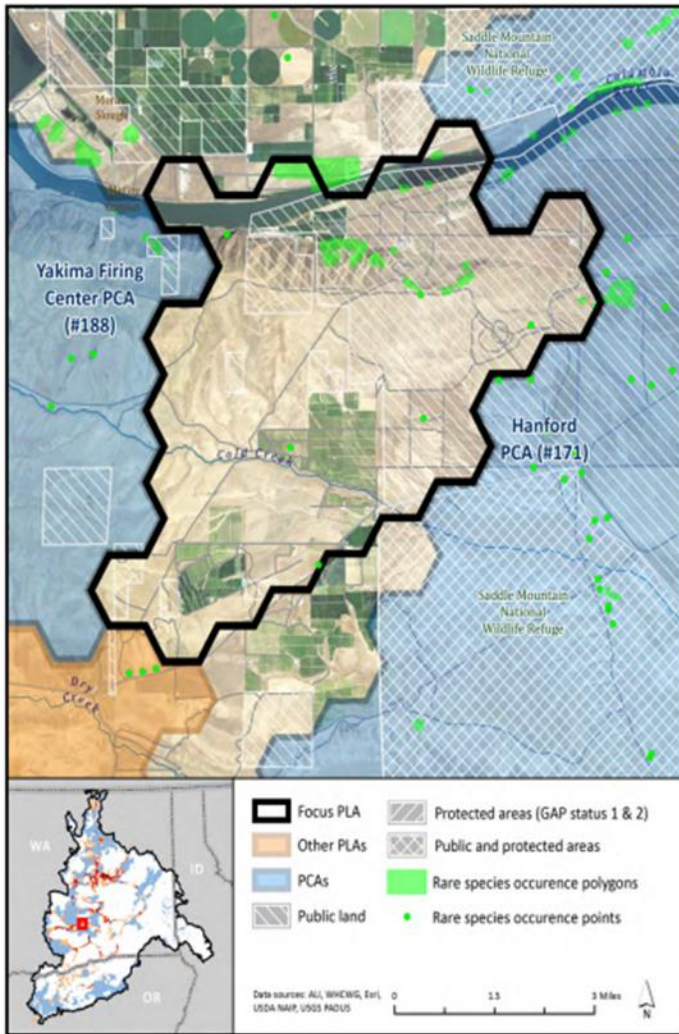 Saddle Mountain
National
Wildlife Refuge
Columbia
River
Yakima Firing
Center PCA
(#188)
Cold Creek
Hanford
PCA (#171)
Saddle Mountain
National
Wildlife Refuge
Dry
Creek
WA
ID
OR
Focus PLA
Other PLAs
PCAs
Public land
Protected areas (GAP status 1 & 2)
Public and protected areas
Rare species occurence polygons
Rare species occurence points
Data sources: ALI, WHCWG, Esri,
USDA NAIP, USGS PADUS
0 1.5 3 Miles
N